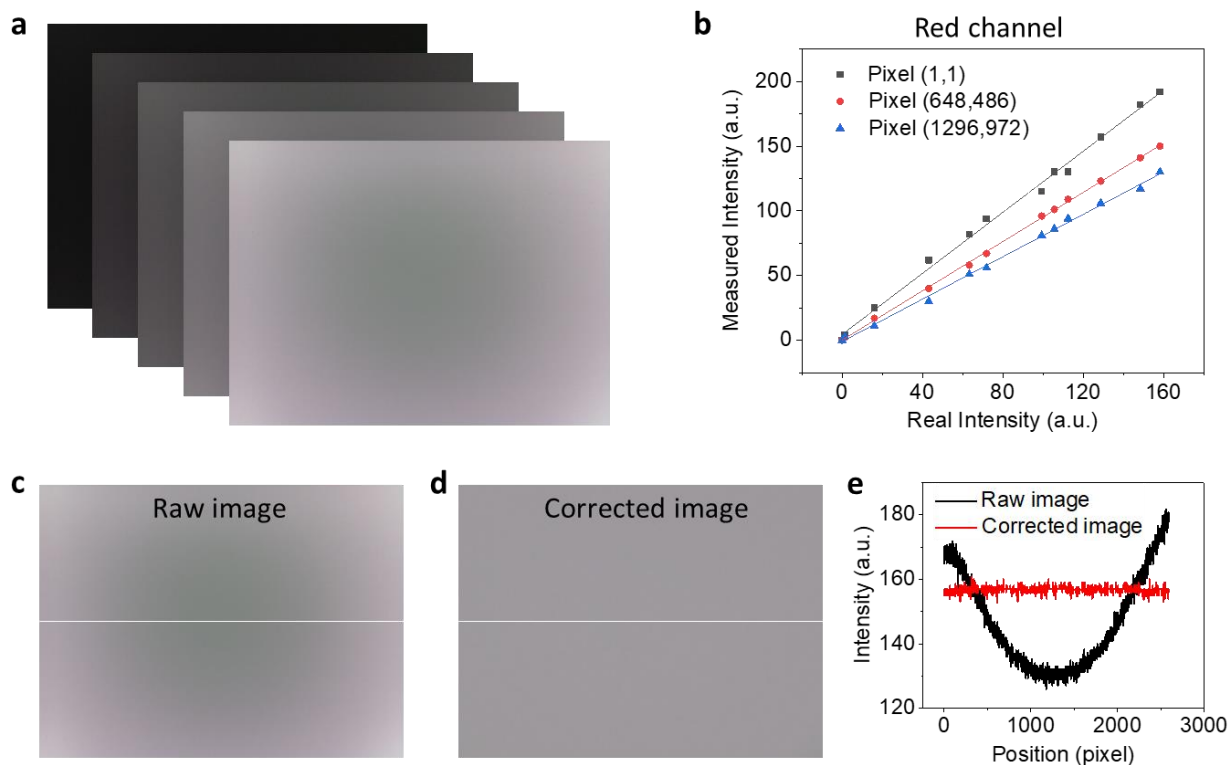 a
b
Red channel
Pixel (1,1)
Pixel (648,486)
Pixel (1296,972)
Measured Intensity (a.u.)
200
150
100
50
0
0 40 80 120 160
Real Intensity (a.u.)
c
Raw image
d
Corrected image
e
Raw image
Corrected image
Intensity (a.u.)
180
160
140
120
0 1000 2000 3000
Position (pixel)